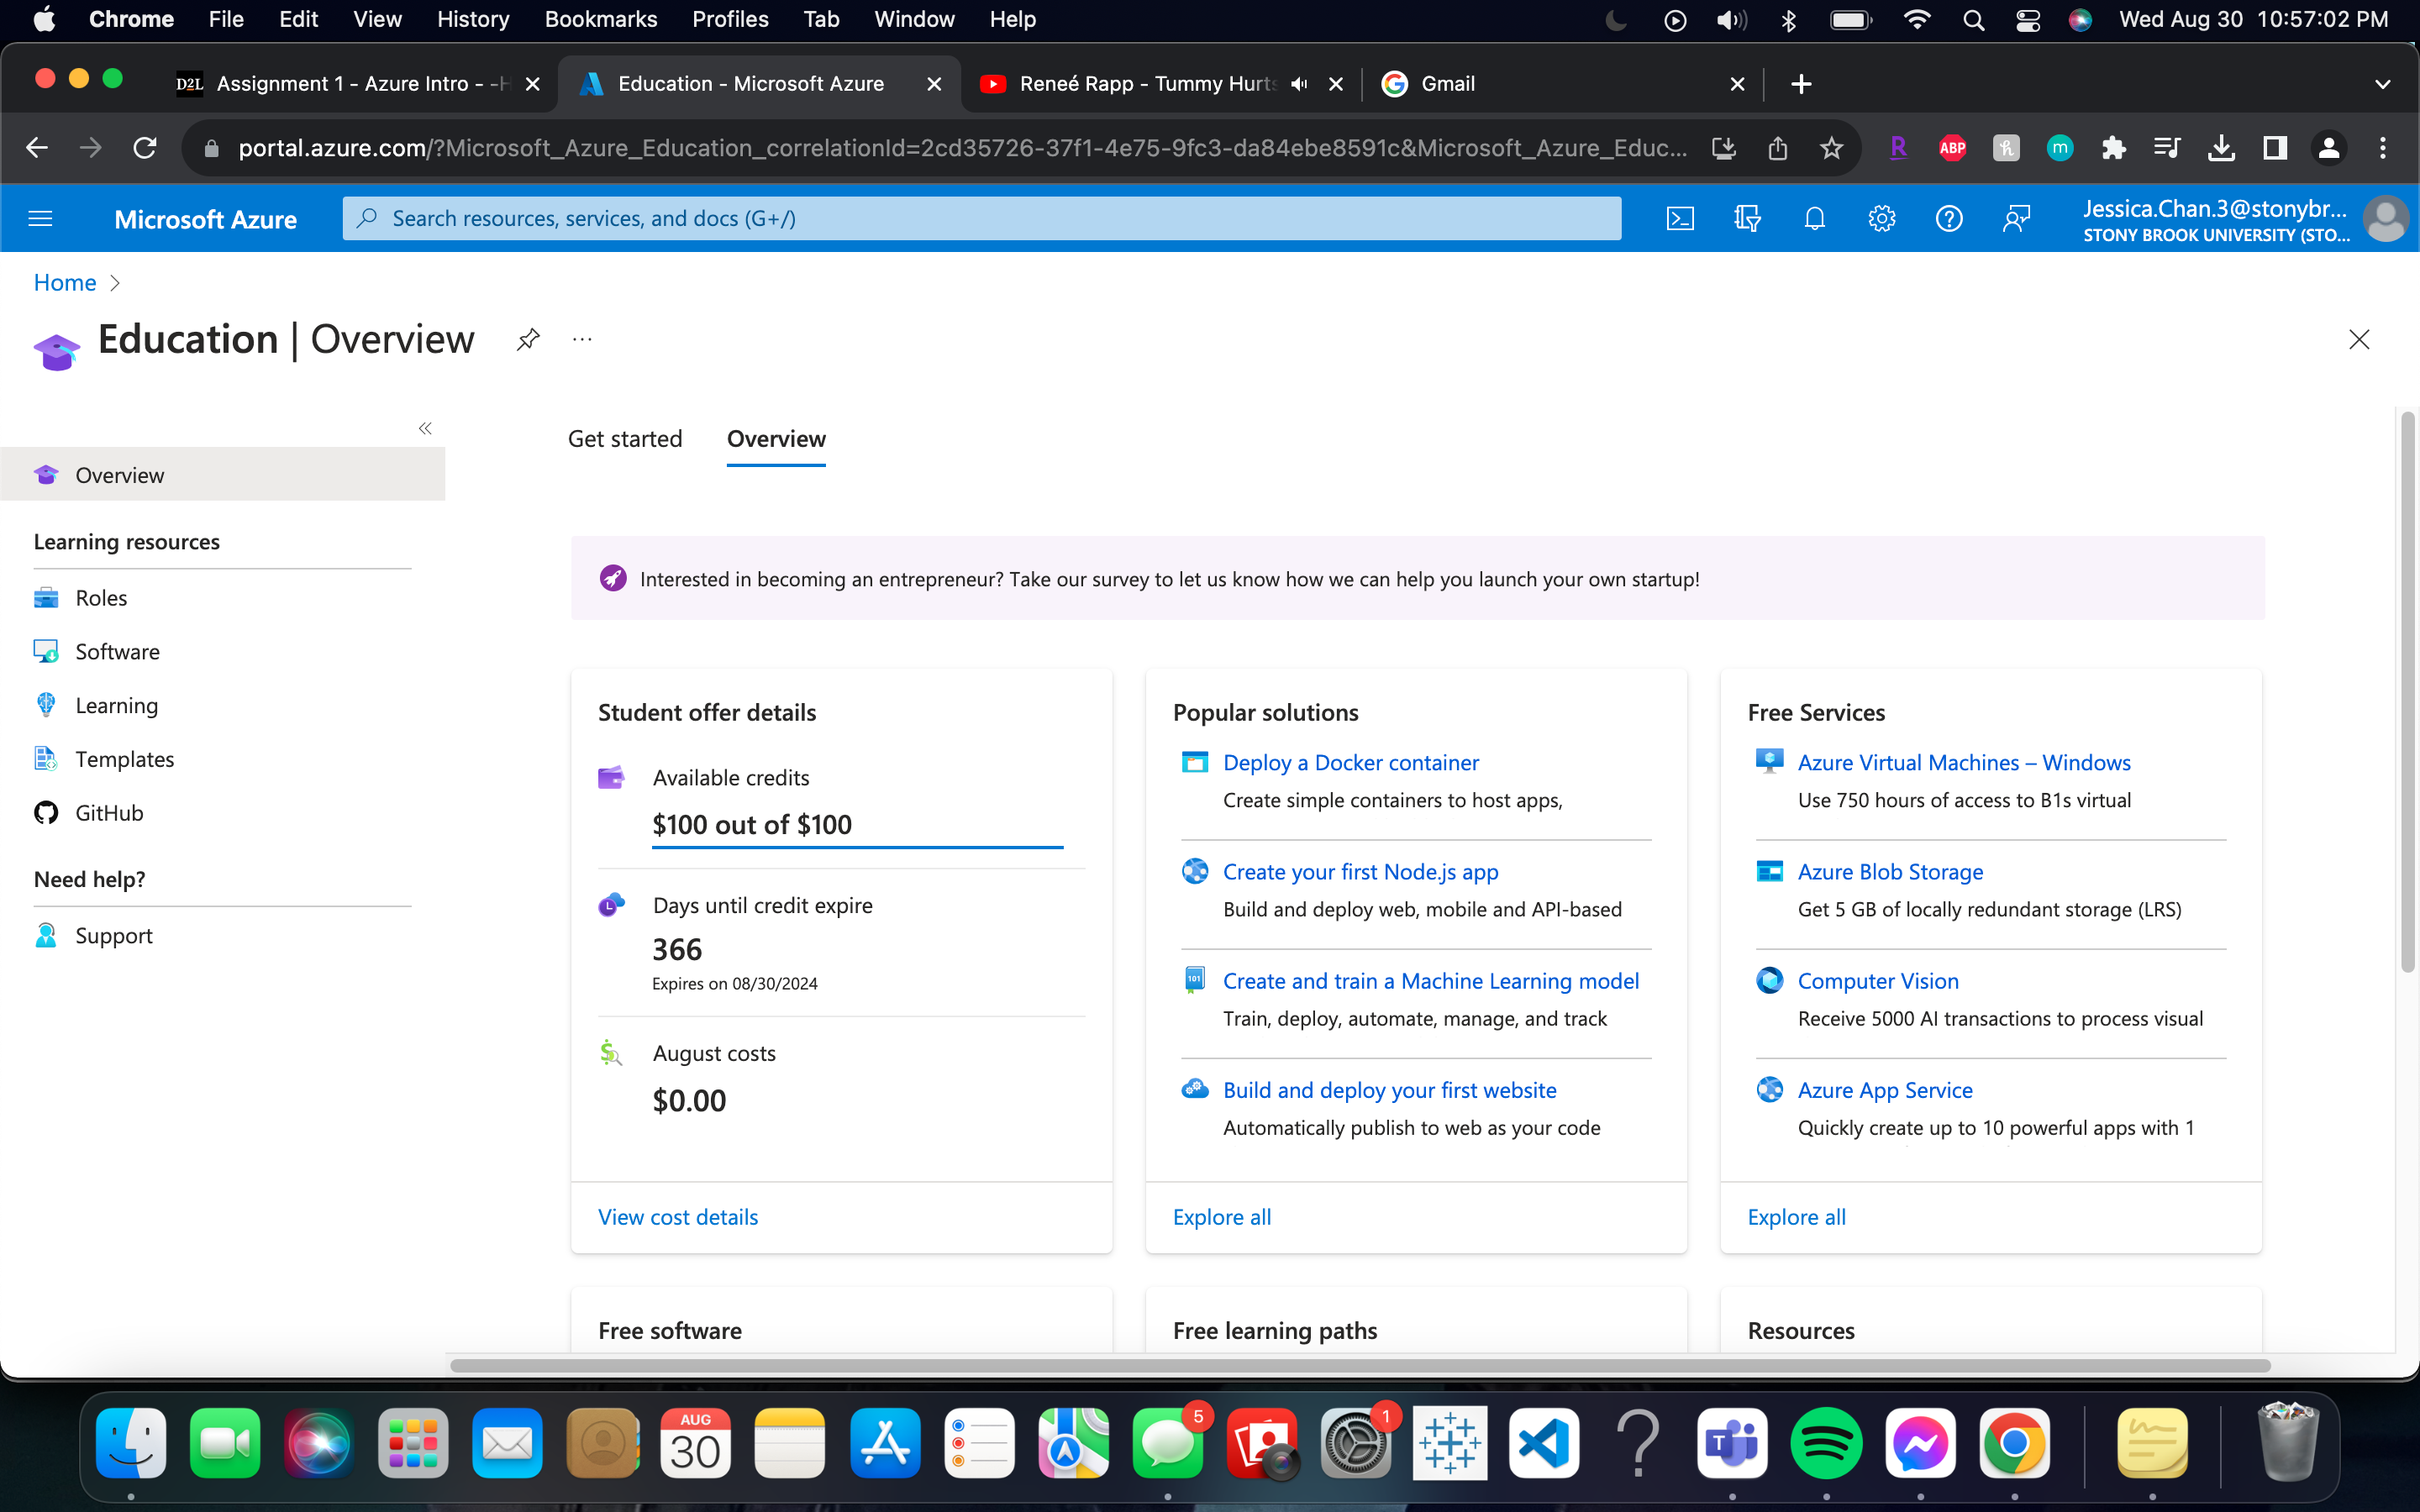 Chrome File Edit View History Bookmarks Profiles Tab Window Help Wed Aug 30 10:57:02 PM
D2L Assignment 1 - Azure Intro - -H Education - Microsoft Azure Reneé Rapp - Tummy Hurts Gmail
portal.azure.com/?Microsoft_Azure_Education_correlationId=2cd35726-37f1-4e75-9fc3-da84ebe8591c&Microsoft_Azure_Educ... R ABP h m
Microsoft Azure Search resources, services, and docs (G+/) Jessica.Chan.3@stonybr...
STONY BROOK UNIVERSITY (STO...
Home
Education | Overview
...
Overview
Learning resources
Roles
Software
Learning
Templates
GitHub
Need help?
Support
Get started Overview
Interested in becoming an entrepreneur? Take our survey to let us know how we can help you launch your own startup!
Student offer details
Available credits
$100 out of $100
Days until credit expire
366
Expires on 08/30/2024
August costs
$0.00
View cost details
Popular solutions
Deploy a Docker container
Create simple containers to host apps,
Create your first Node.js app
Build and deploy web, mobile and API-based
101
Create and train a Machine Learning model
Train, deploy, automate, manage, and track
Build and deploy your first website
Automatically publish to web as your code
Explore all
Free Services
Azure Virtual Machines – Windows
Use 750 hours of access to B1s virtual
Azure Blob Storage
Get 5 GB of locally redundant storage (LRS)
Computer Vision
Receive 5000 AI transactions to process visual
Azure App Service
Quickly create up to 10 powerful apps with 1
Explore all
Free software
Free learning paths
Resources
AUG
30
5
1
?
T